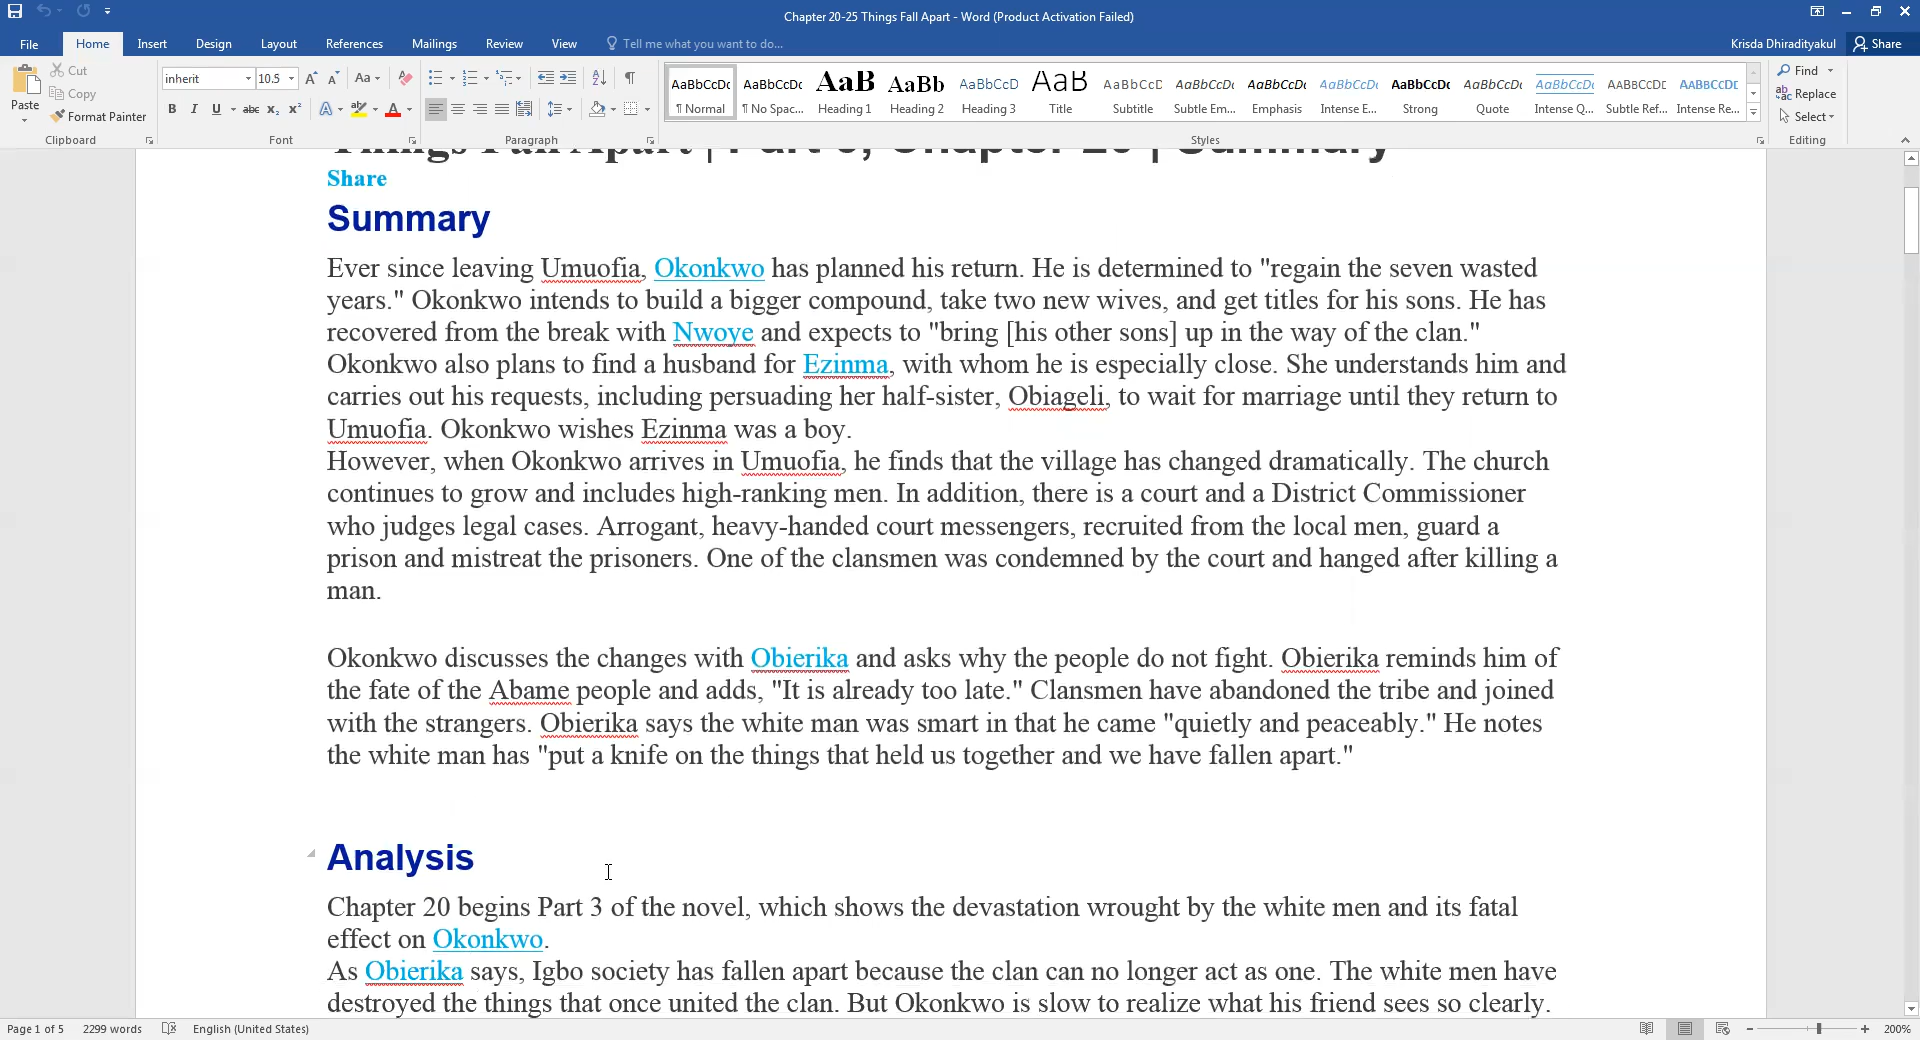 Chapter 20-25 Things Fall Apart - Word (Product Activation Failed)
File Home Insert Design Layout References Mailings Review View Tell me what you want to do... Krisda Dhiradityakul Share
Paste Cut Copy Format Painter Clipboard
inherit 10.5 Aa B I U abc X₂ X² A A Font
Paragraph
AaBbCcDc AaBbCcDc AaB AaBb AaBbCcD AaB AaBbCcD AaBbCcDc AaBbCcDc AaBbCcDc AaBbCcDc AaBbCcDc AaBbCcDc AaBbCcDc AaBbCcDc
¶ Normal ¶ No Spac... Heading 1 Heading 2 Heading 3 Title Subtitle Subtle Em... Emphasis Intense E... Strong Quote Intense Q... Subtle Ref... Intense Re...
Styles
Find Replace Select Editing
Things Fall Apart | Part 3, Chapter 20 | Summary
Share
Summary
Ever since leaving Umuofia, Okonkwo has planned his return. He is determined to "regain the seven wasted
years." Okonkwo intends to build a bigger compound, take two new wives, and get titles for his sons. He has
recovered from the break with Nwoye and expects to "bring [his other sons] up in the way of the clan."
Okonkwo also plans to find a husband for Ezinma, with whom he is especially close. She understands him and
carries out his requests, including persuading her half-sister, Obiageli, to wait for marriage until they return to
Umuofia. Okonkwo wishes Ezinma was a boy.
However, when Okonkwo arrives in Umuofia, he finds that the village has changed dramatically. The church
continues to grow and includes high-ranking men. In addition, there is a court and a District Commissioner
who judges legal cases. Arrogant, heavy-handed court messengers, recruited from the local men, guard a
prison and mistreat the prisoners. One of the clansmen was condemned by the court and hanged after killing a
man.
Okonkwo discusses the changes with Obierika and asks why the people do not fight. Obierika reminds him of
the fate of the Abame people and adds, "It is already too late." Clansmen have abandoned the tribe and joined
with the strangers. Obierika says the white man was smart in that he came "quietly and peaceably." He notes
the white man has "put a knife on the things that held us together and we have fallen apart."
Analysis
Chapter 20 begins Part 3 of the novel, which shows the devastation wrought by the white men and its fatal
effect on Okonkwo.
As Obierika says, Igbo society has fallen apart because the clan can no longer act as one. The white men have
destroyed the things that once united the clan. But Okonkwo is slow to realize what his friend sees so clearly.
Page 1 of 5 2299 words English (United States) 200%